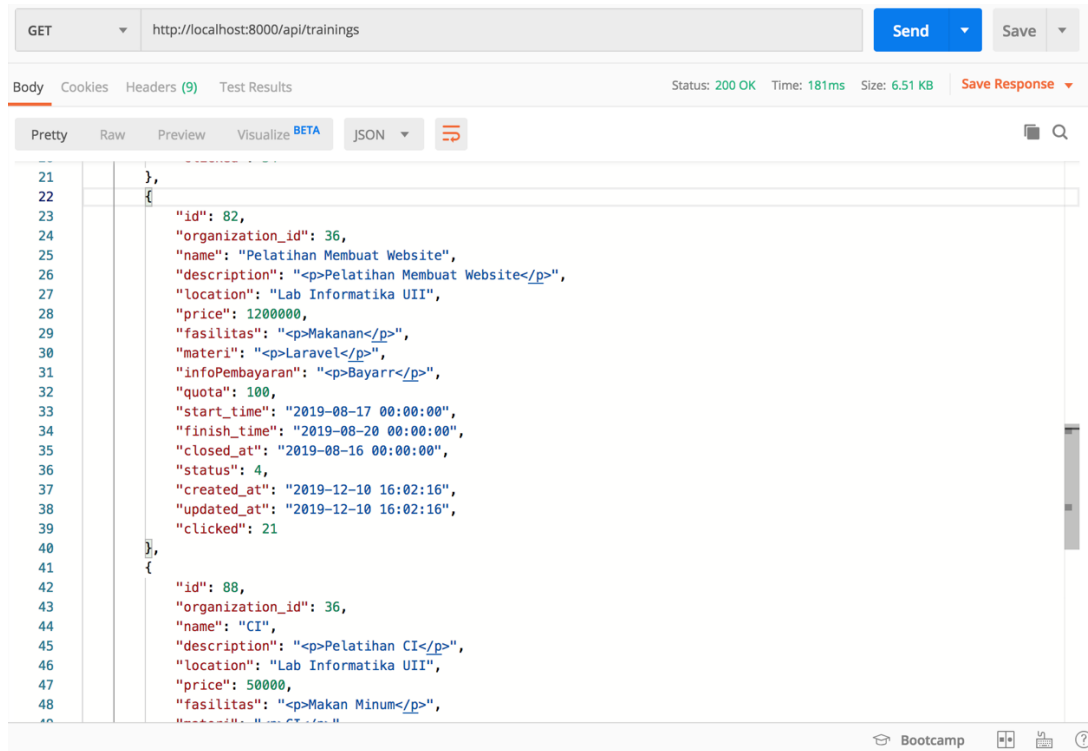 GET
http://localhost:8000/api/trainings
Send
Save
Body Cookies Headers (9) Test Results
Status: 200 OK Time: 181ms Size: 6.51 KB Save Response
Pretty Raw Preview Visualize BETA JSON
21 },
22 {
23 "id": 82,
24 "organization_id": 36,
25 "name": "Pelatihan Membuat Website",
26 "description": "<p>Pelatihan Membuat Website</p>",
27 "location": "Lab Informatika UII",
28 "price": 1200000,
29 "fasilitas": "<p>Makanan</p>",
30 "materi": "<p>Laravel</p>",
31 "infoPembayaran": "<p>Bayarr</p>",
32 "quota": 100,
33 "start_time": "2019-08-17 00:00:00",
34 "finish_time": "2019-08-20 00:00:00",
35 "closed_at": "2019-08-16 00:00:00",
36 "status": 4,
37 "created_at": "2019-12-10 16:02:16",
38 "updated_at": "2019-12-10 16:02:16",
39 "clicked": 21
40 },
41 {
42 "id": 88,
43 "organization_id": 36,
44 "name": "CI",
45 "description": "<p>Pelatihan CI</p>",
46 "location": "Lab Informatika UII",
47 "price": 50000,
48 "fasilitas": "<p>Makan Minum</p>",
Bootcamp